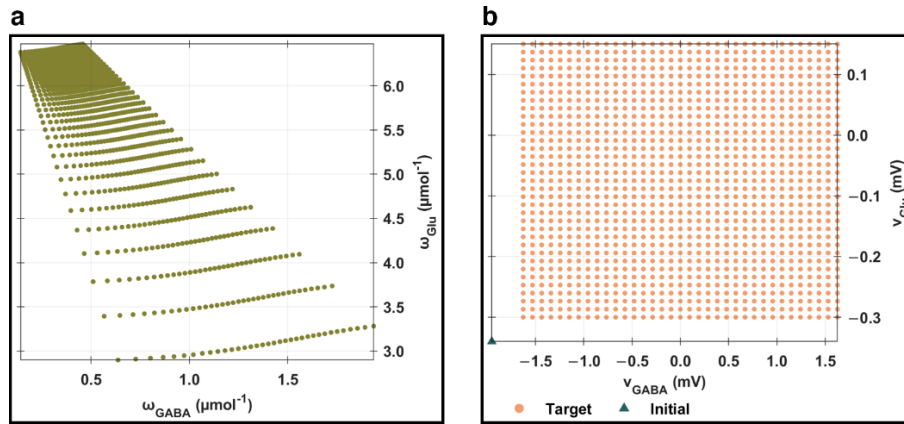 a
b
6.0
5.5
5.0
4.5
4.0
3.5
3.0
ω_Glu (μmol⁻¹)
0.5 1.0 1.5
ω_GABA (μmol⁻¹)
0.1
0.0
−0.1
−0.2
−0.3
v_Glu (mV)
−1.5 −1.0 −0.5 0.0 0.5 1.0 1.5
v_GABA (mV)
Target Initial